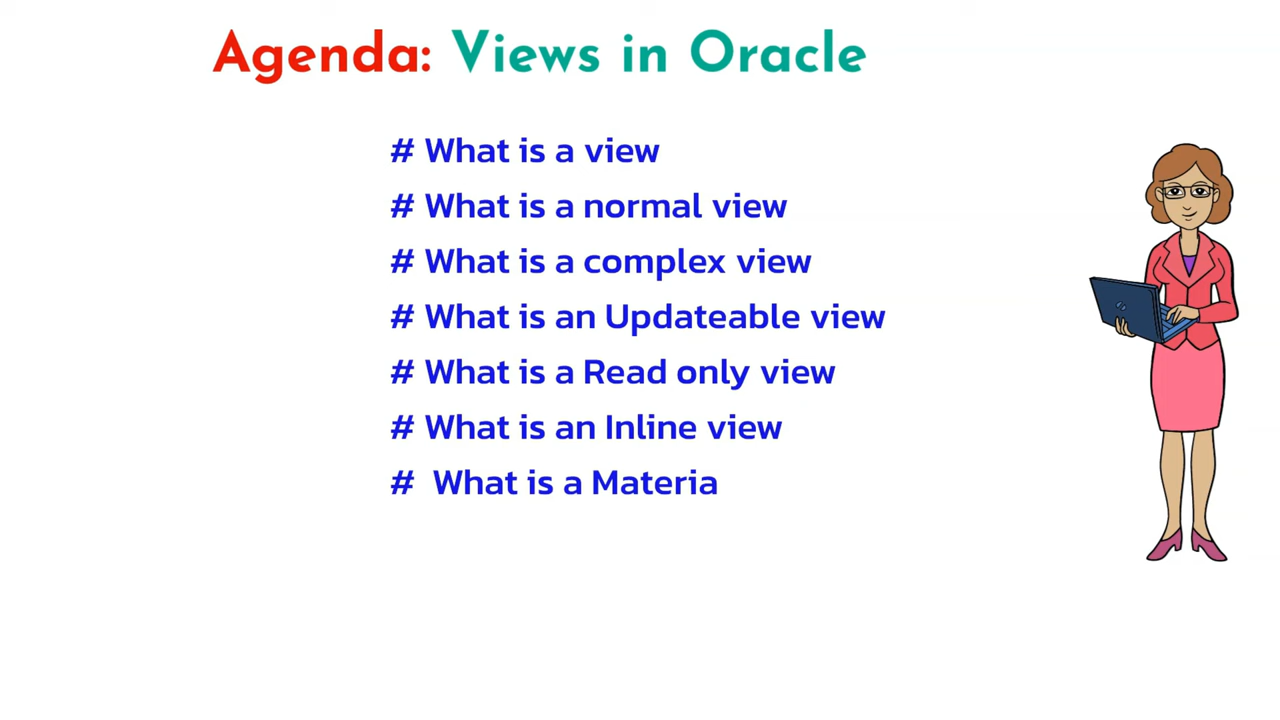 Agenda: Views in Oracle
# What is a view
# What is a normal view
# What is a complex view
# What is an Updateable view
# What is a Read only view
# What is an Inline view
# What is a Materia